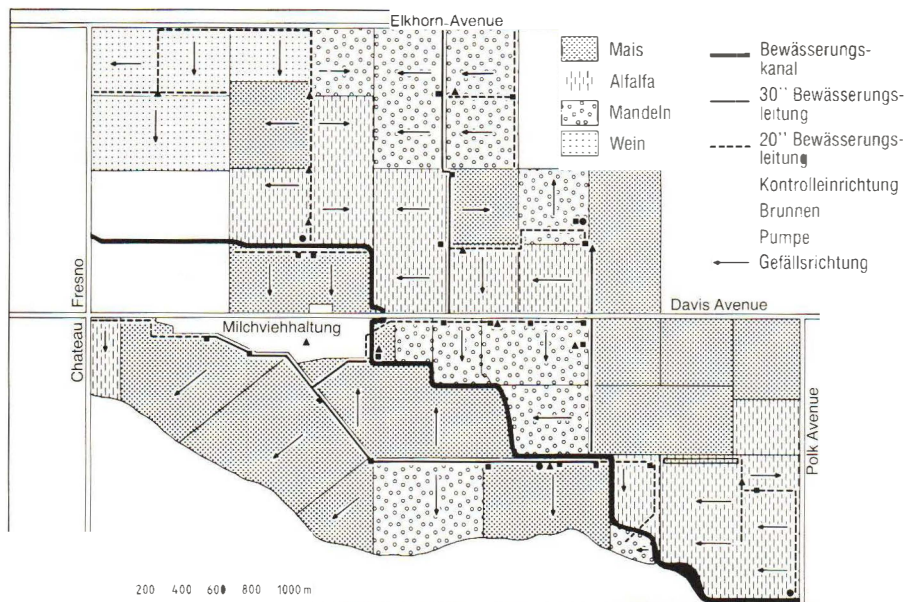 Elkhorn Avenue
Mais
Alfalfa
Mandeln
Wein
Bewässerungs-
kanal
30'' Bewässerungs-
leitung
20'' Bewässerungs-
leitung
Kontrolleinrichtung
Brunnen
Pumpe
Gefällsrichtung
Fresno
Davis Avenue
Milchviehhaltung
Chateau
Polk Avenue
200 400 600 800 1000 m